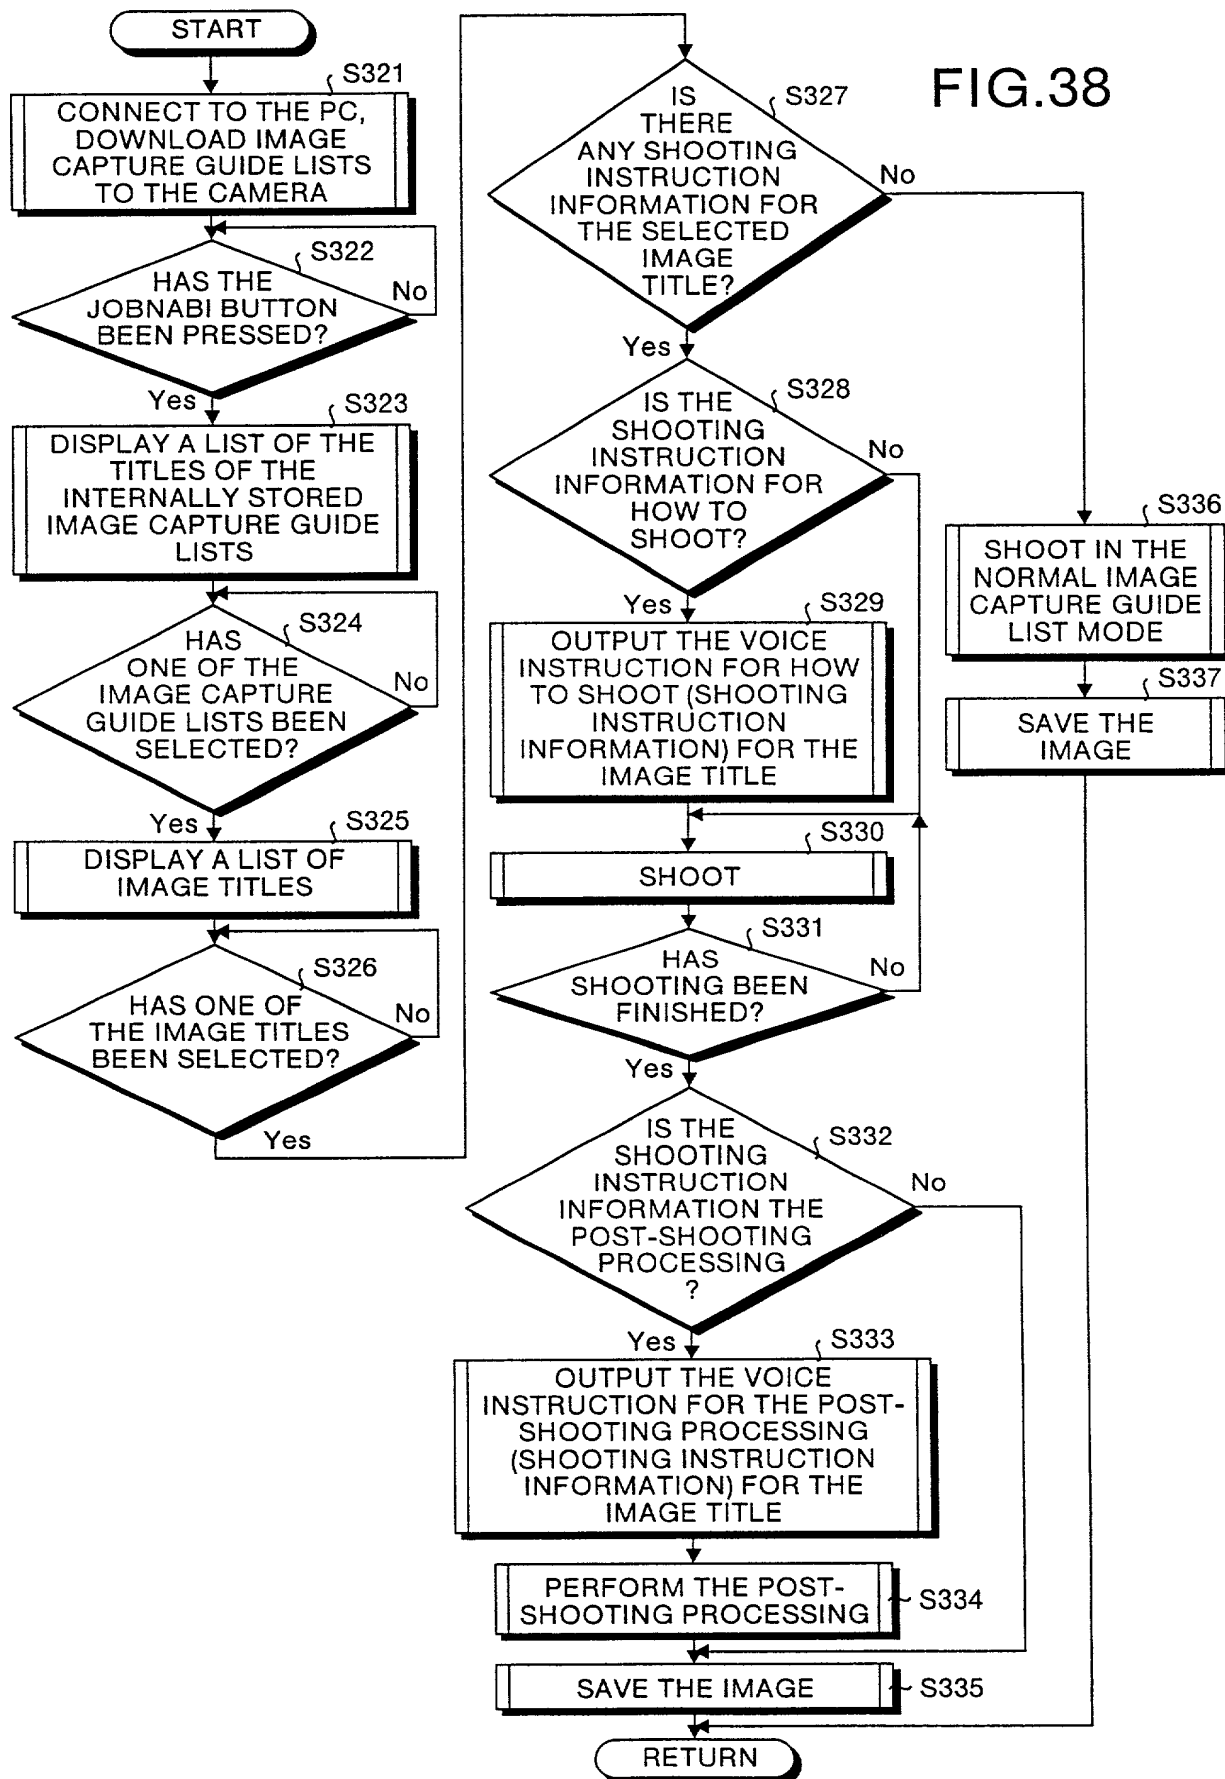 FIG.38
START
S321
CONNECT TO THE PC,
DOWNLOAD IMAGE
CAPTURE GUIDE LISTS
TO THE CAMERA
S322
HAS THE
JOBNABI BUTTON
BEEN PRESSED?
No
Yes
S323
DISPLAY A LIST OF THE
TITLES OF THE
INTERNALLY STORED
IMAGE CAPTURE GUIDE
LISTS
S324
HAS
ONE OF THE
IMAGE CAPTURE
GUIDE LISTS BEEN
SELECTED?
No
Yes
S325
DISPLAY A LIST OF
IMAGE TITLES
S326
HAS ONE OF
THE IMAGE TITLES
BEEN SELECTED?
No
Yes
S327
IS
THERE
ANY SHOOTING
INSTRUCTION
INFORMATION FOR
THE SELECTED
IMAGE
TITLE?
No
Yes
S328
IS THE
SHOOTING
INSTRUCTION
INFORMATION FOR
HOW TO
SHOOT?
No
Yes
S329
OUTPUT THE VOICE
INSTRUCTION FOR HOW
TO SHOOT (SHOOTING
INSTRUCTION
INFORMATION) FOR THE
IMAGE TITLE
S330
SHOOT
S331
HAS
SHOOTING BEEN
FINISHED?
No
Yes
S332
IS THE
SHOOTING
INSTRUCTION
INFORMATION THE
POST-SHOOTING
PROCESSING
?
No
Yes
S333
OUTPUT THE VOICE
INSTRUCTION FOR THE POST-
SHOOTING PROCESSING
(SHOOTING INSTRUCTION
INFORMATION) FOR THE
IMAGE TITLE
PERFORM THE POST-
SHOOTING PROCESSING
S334
SAVE THE IMAGE
S335
S336
SHOOT IN THE
NORMAL IMAGE
CAPTURE GUIDE
LIST MODE
S337
SAVE THE
IMAGE
RETURN